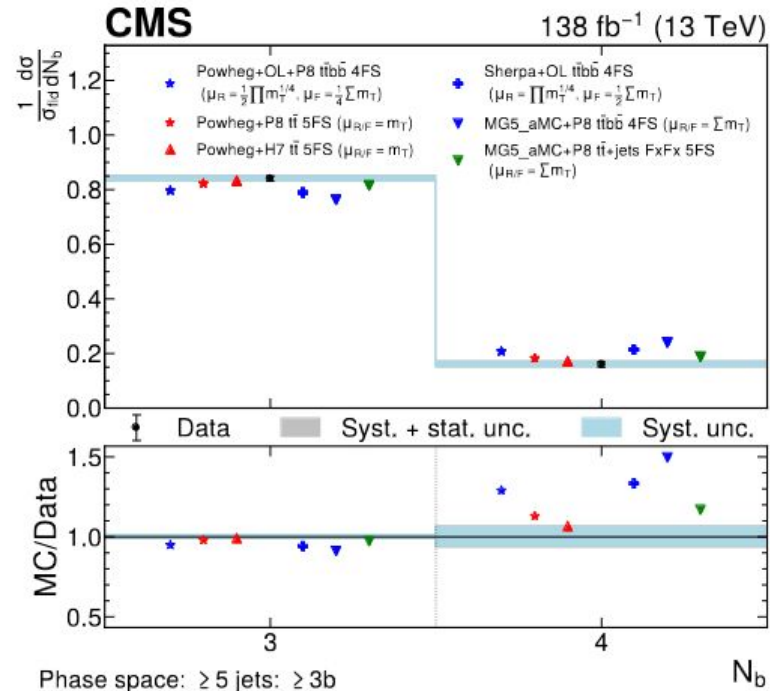 CMS 138 fb⁻¹ (13 TeV)
1/σ_fid dσ/dN_b
Powheg+OL+P8 tt̄bb̄ 4FS
(μ_R = 1/2 ∏ m_T^{1/4}, μ_F = 1/4 ∑ m_T)
Powheg+P8 tt̄ 5FS (μ_R/F = m_T)
Powheg+H7 tt̄ 5FS (μ_R/F = m_T)
Sherpa+OL tt̄bb̄ 4FS
(μ_R = ∏ m_T^{1/4}, μ_F = 1/2 ∑ m_T)
MG5_aMC+P8 tt̄bb̄ 4FS (μ_R/F = ∑ m_T)
MG5_aMC+P8 tt̄+jets FxFx 5FS
(μ_R/F = ∑ m_T)
1.2
1.0
0.8
0.6
0.4
0.2
0.0
Data Syst. + stat. unc. Syst. unc.
MC/Data
1.5
1.0
0.5
3 4
N_b
Phase space: ≥ 5 jets: ≥ 3b